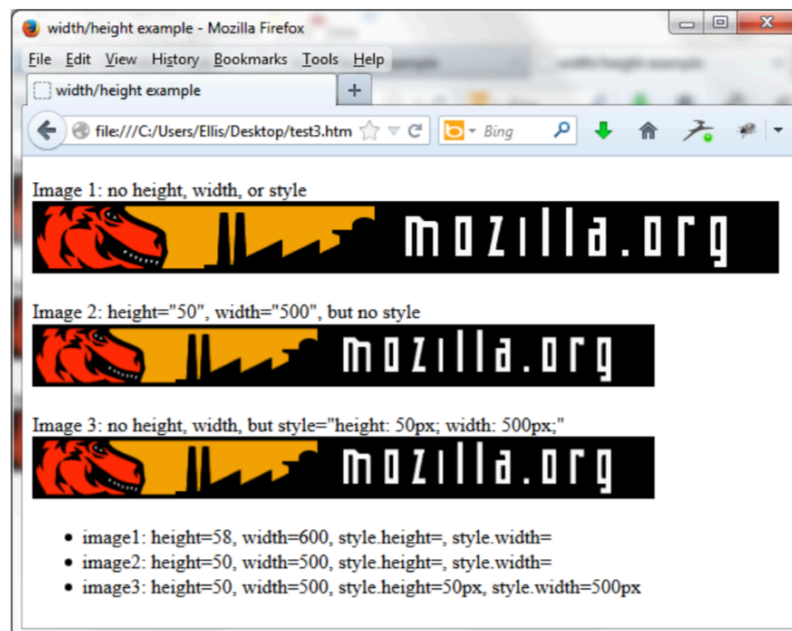 width/height example - Mozilla Firefox
File Edit View History Bookmarks Tools Help
width/height example
file:///C:/Users/Ellis/Desktop/test3.htm Bing
Image 1: no height, width, or style
mozilla.org
Image 2: height="50", width="500", but no style
mozilla.org
Image 3: no height, width, but style="height: 50px; width: 500px;"
mozilla.org
image1: height=58, width=600, style.height=, style.width=
image2: height=50, width=500, style.height=, style.width=
image3: height=50, width=500, style.height=50px, style.width=500px